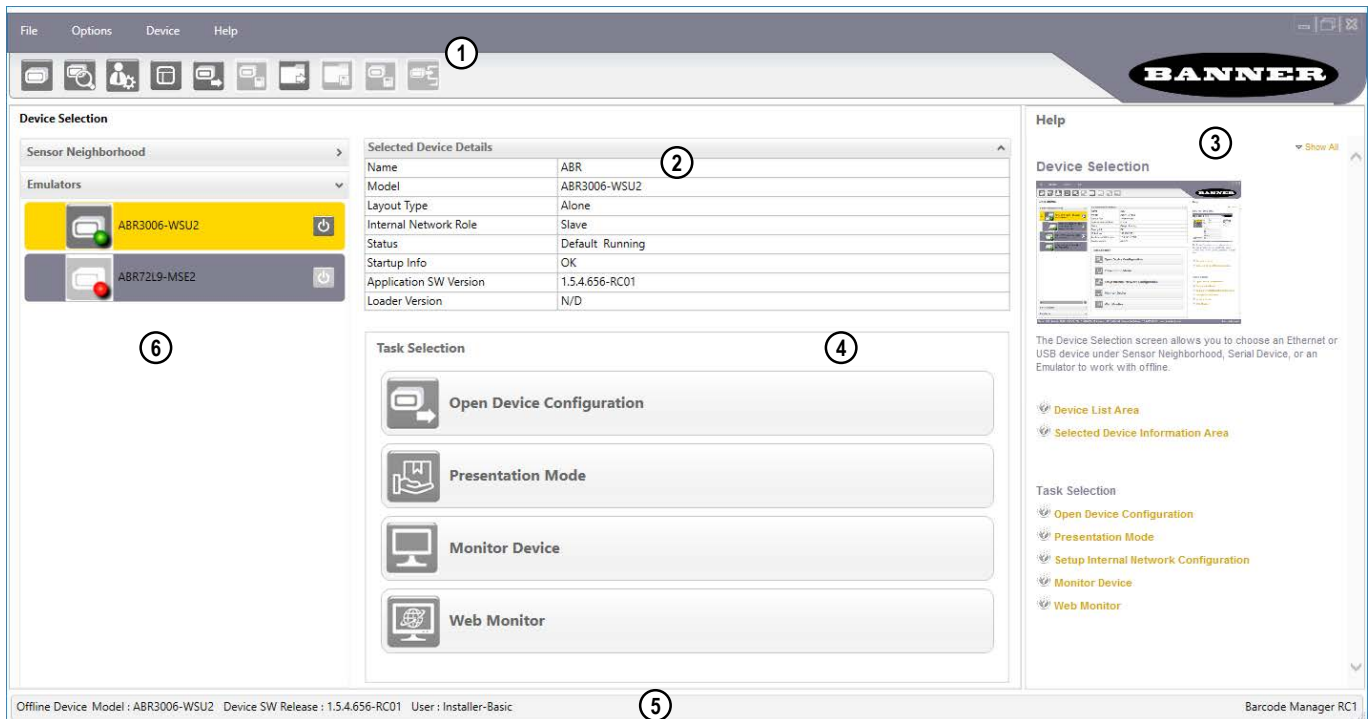 File Options Device Help
1
BANNER
Device Selection
Sensor Neighborhood
Emulators
ABR3006-WSU2
ABR72L9-MSE2
6
Selected Device Details
2
Name ABR
Model ABR3006-WSU2
Layout Type Alone
Internal Network Role Slave
Status Default Running
Startup Info OK
Application SW Version 1.5.4.656-RC01
Loader Version N/D
Task Selection
4
Open Device Configuration
Presentation Mode
Monitor Device
Web Monitor
Help
3
Show All
Device Selection
The Device Selection screen allows you to choose an Ethernet or
USB device under Sensor Neighborhood, Serial Device, or an
Emulator to work with offline.
Device List Area
Selected Device Information Area
Task Selection
Open Device Configuration
Presentation Mode
Setup Internal Network Configuration
Monitor Device
Web Monitor
Offline Device Model : ABR3006-WSU2 Device SW Release : 1.5.4.656-RC01 User : Installer-Basic
5
Barcode Manager RC1